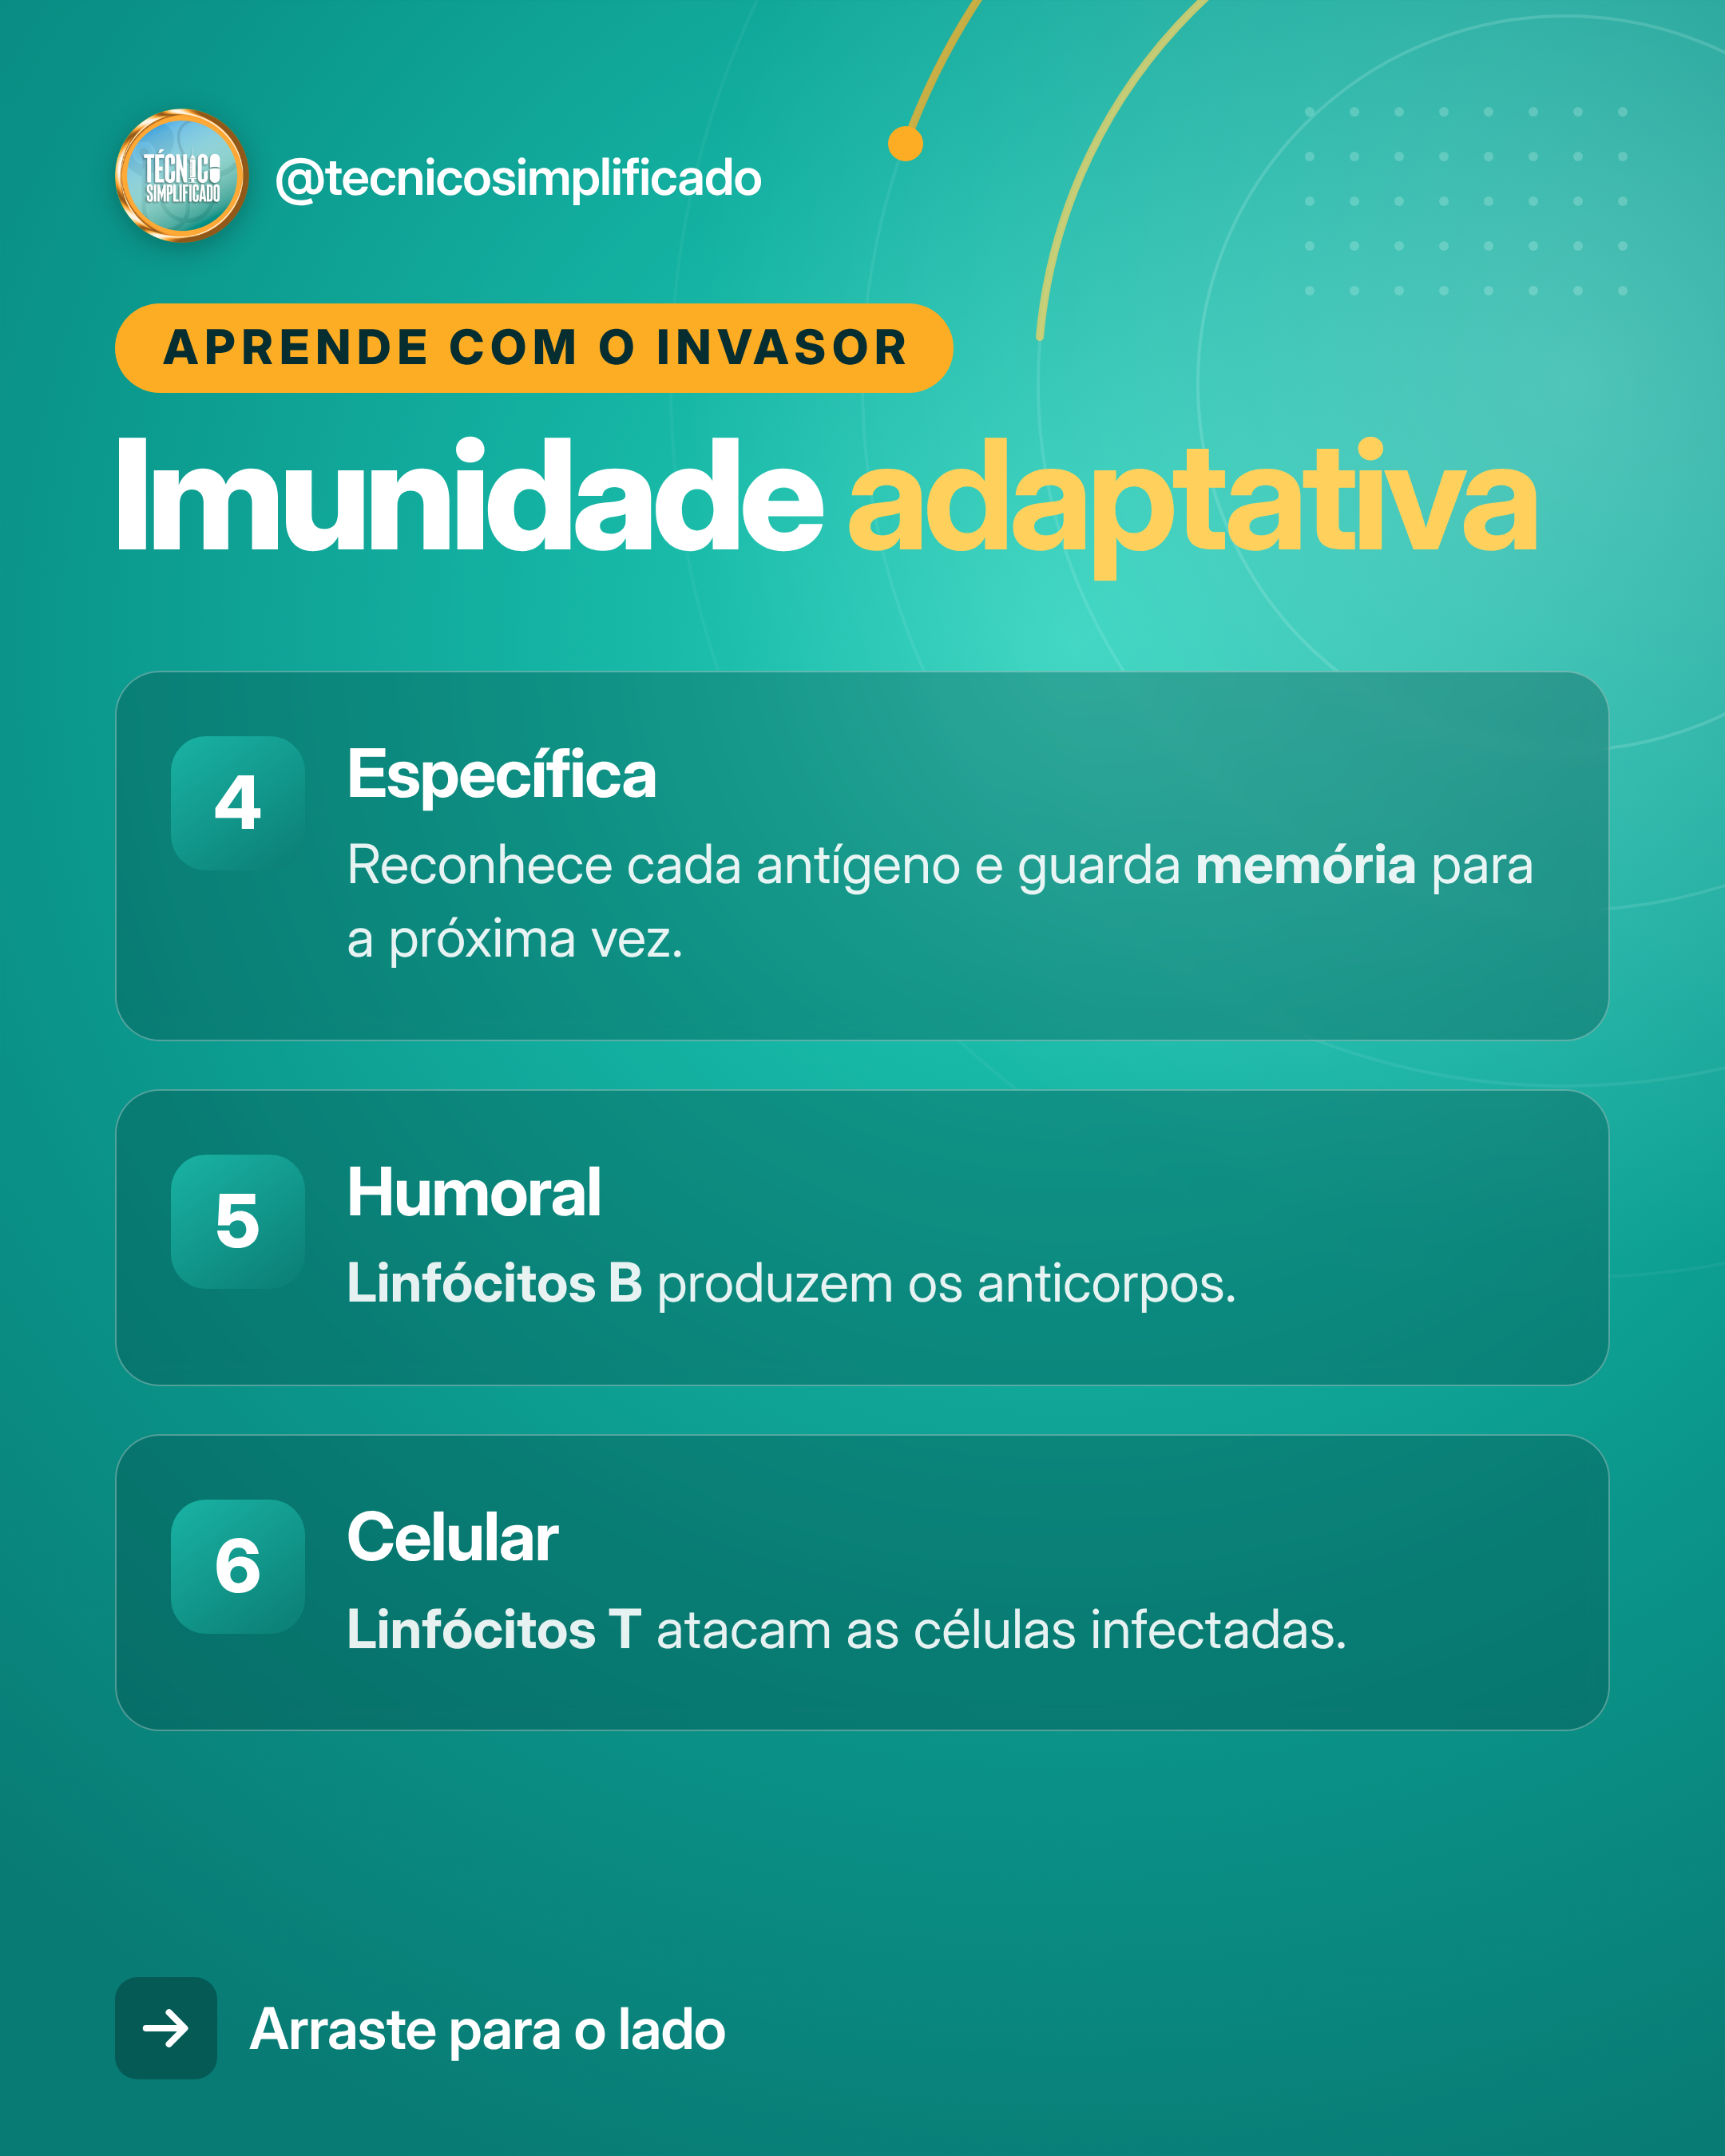 TÉCNICO
SIMPLIFICADO
@tecnicosimplificado
APRENDE COM O INVASOR
Imunidade adaptativa
4
Específica
Reconhece cada antígeno e guarda memória para
a próxima vez.
5
Humoral
Linfócitos B produzem os anticorpos.
6
Celular
Linfócitos T atacam as células infectadas.
Arraste para o lado